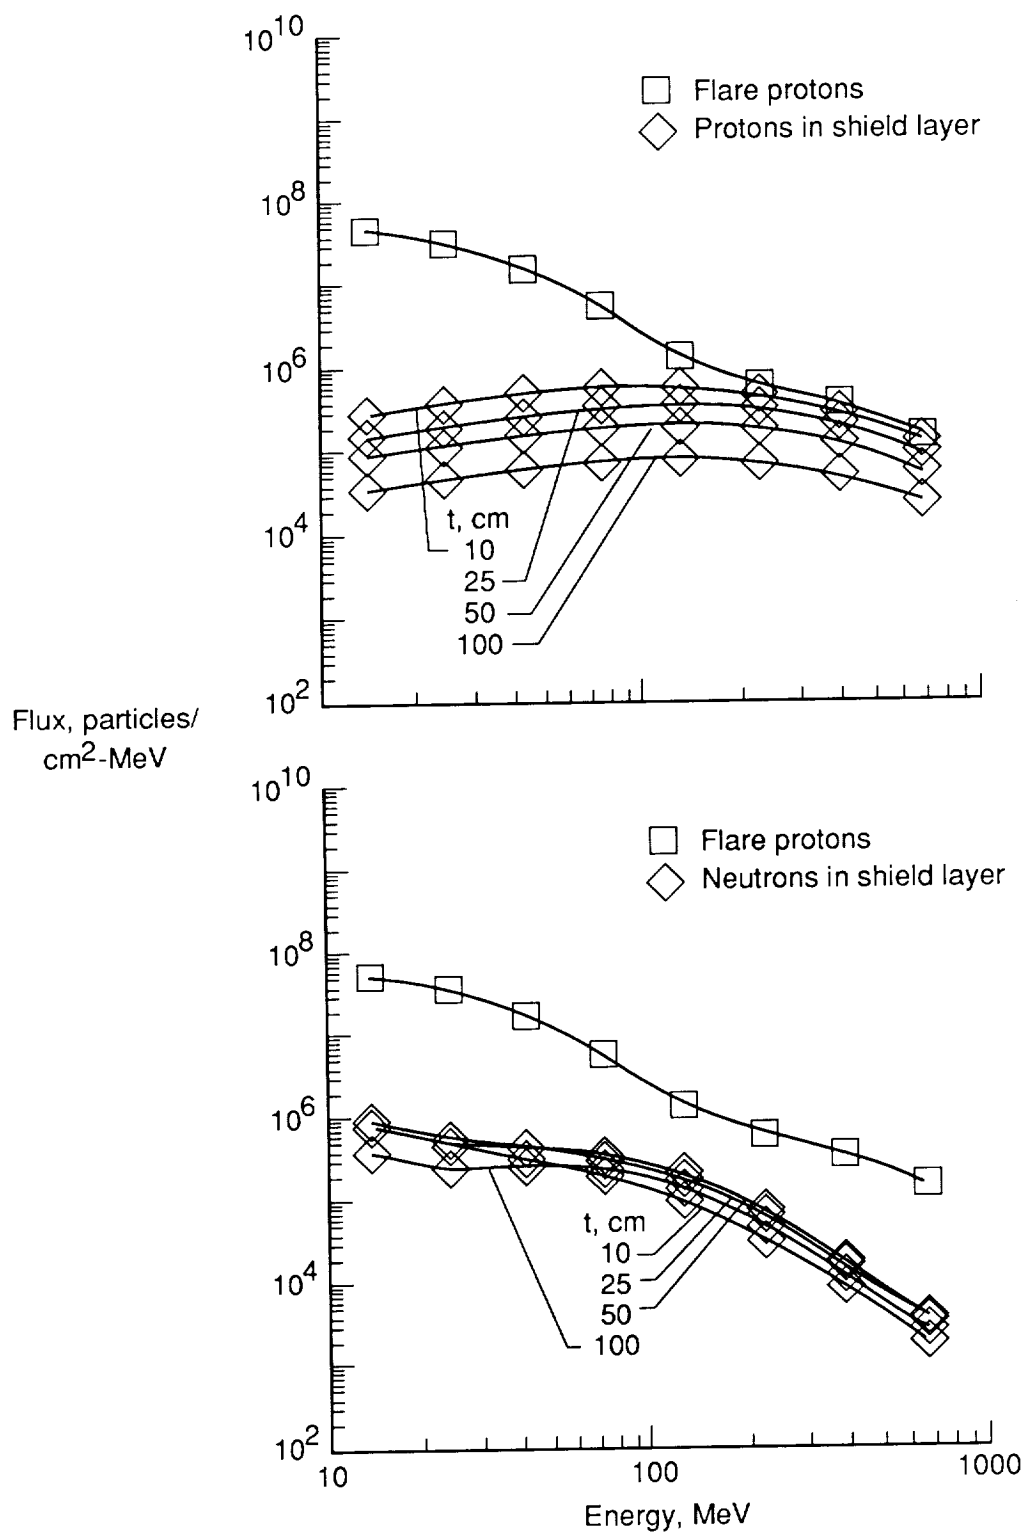 10^10
Flare protons
Protons in shield layer
10^8
10^6
t, cm
10
10^4
25
50
100
10^2
Flux, particles/
cm^2-MeV
10^10
Flare protons
Neutrons in shield layer
10^8
10^6
t, cm
10
25
10^4
50
100
10^2
10
100
1000
Energy, MeV